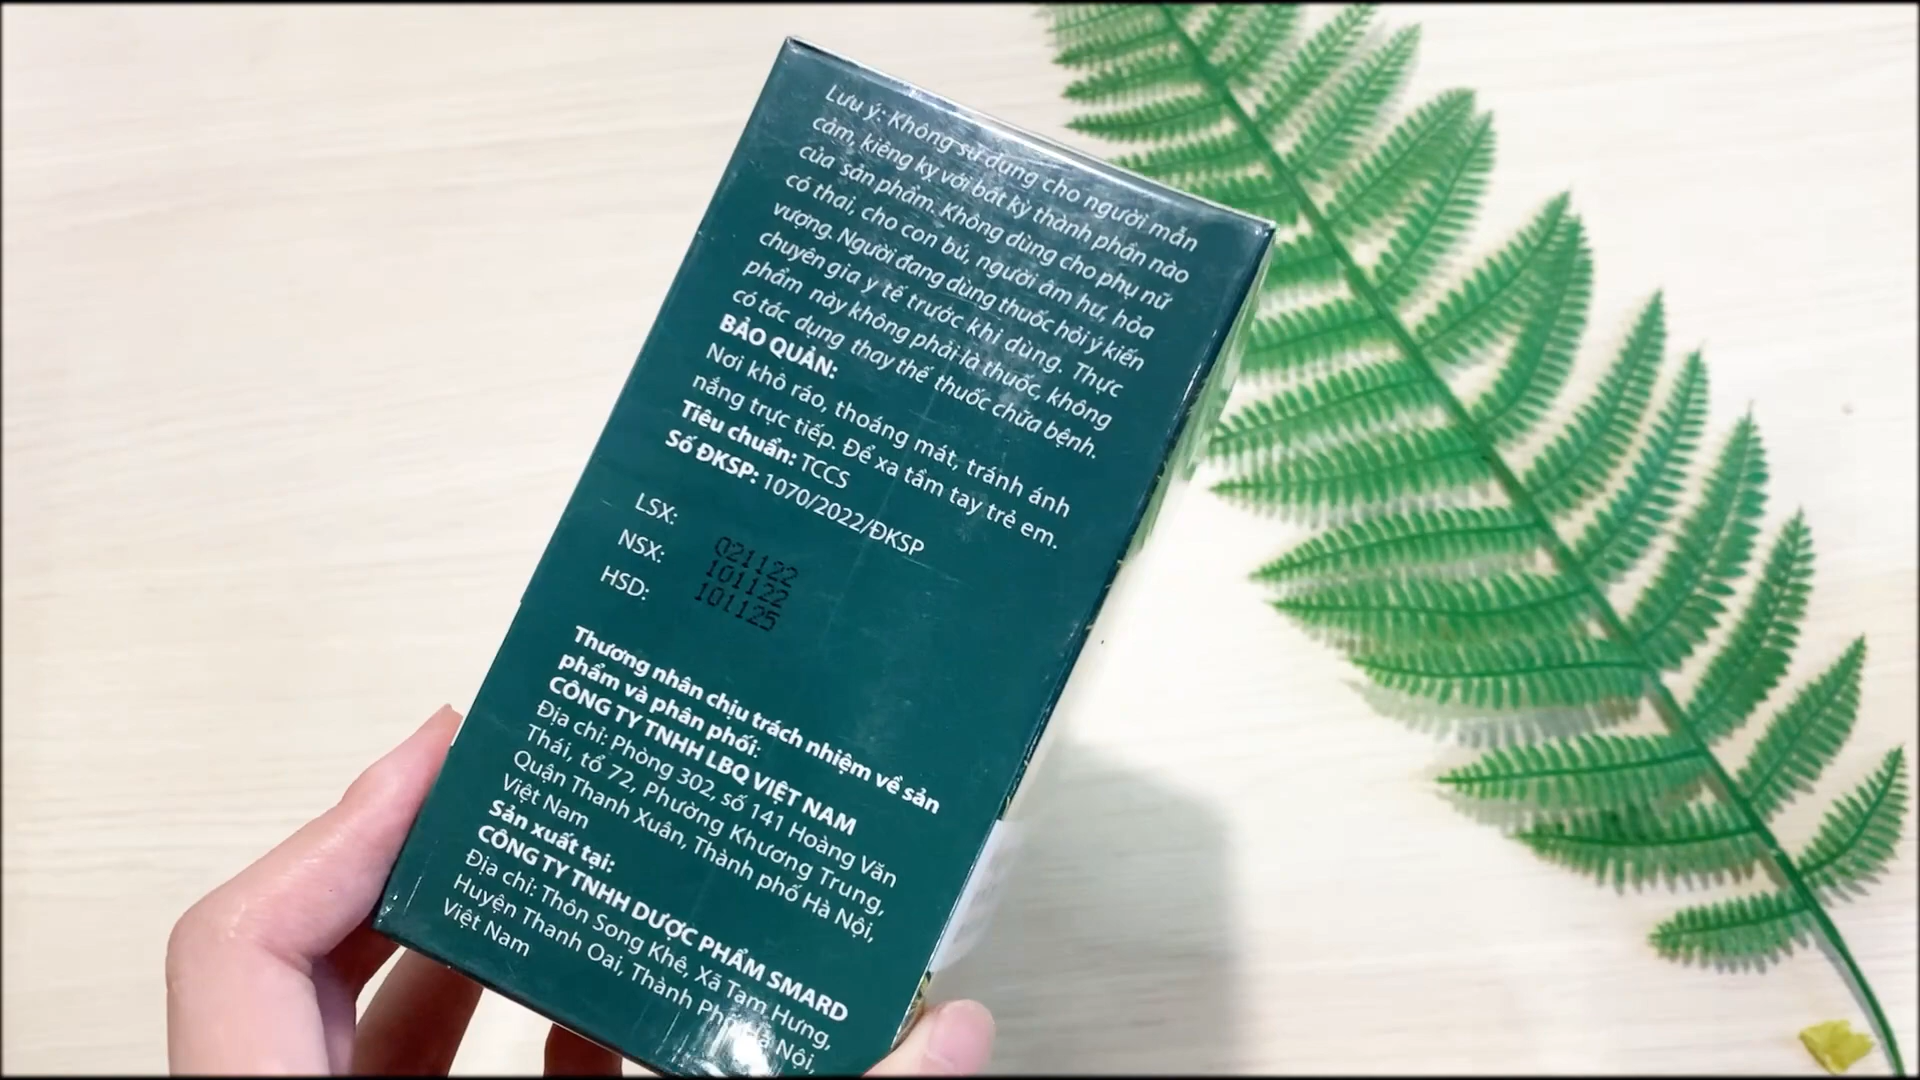 Lưu ý: Không sử dụng cho người mẫn
cảm, kiêng kỵ với bất kỳ thành phần nào
của sản phẩm. Không dùng cho phụ nữ
có thai, cho con bú, người âm hư, hỏa
vượng. Người đang dùng thuốc hỏi ý kiến
chuyên gia y tế trước khi dùng. Thực
phẩm này không phải là thuốc, không
có tác dụng thay thế thuốc chữa bệnh.
BẢO QUẢN:
Nơi khô ráo, thoáng mát, tránh ánh
nắng trực tiếp. Để xa tầm tay trẻ em.
Tiêu chuẩn: TCCS
Số ĐKSP: 1070/2022/ĐKSP
LSX: 021122
NSX: 101122
HSD: 101125
Thương nhân chịu trách nhiệm về sản
phẩm và phân phối:
CÔNG TY TNHH LBQ VIỆT NAM
Địa chỉ: Phòng 302, số 141 Hoàng Văn
Thái, tổ 72, Phường Khương Trung,
Quận Thanh Xuân, Thành phố Hà Nội,
Việt Nam
Sản xuất tại:
CÔNG TY TNHH DƯỢC PHẨM SMARD
Địa chỉ: Thôn Song Khê, Xã Tam Hưng,
Huyện Thanh Oai, Thành Phố Hà Nội,
Việt Nam